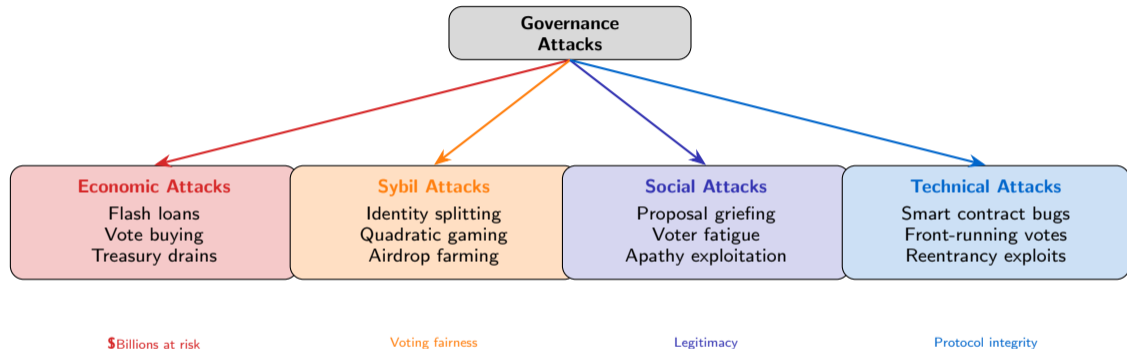 Governance
Attacks
Economic Attacks
Flash loans
Vote buying
Treasury drains
Sybil Attacks
Identity splitting
Quadratic gaming
Airdrop farming
Social Attacks
Proposal griefing
Voter fatigue
Apathy exploitation
Technical Attacks
Smart contract bugs
Front-running votes
Reentrancy exploits
$Billions at risk
Voting fairness
Legitimacy
Protocol integrity